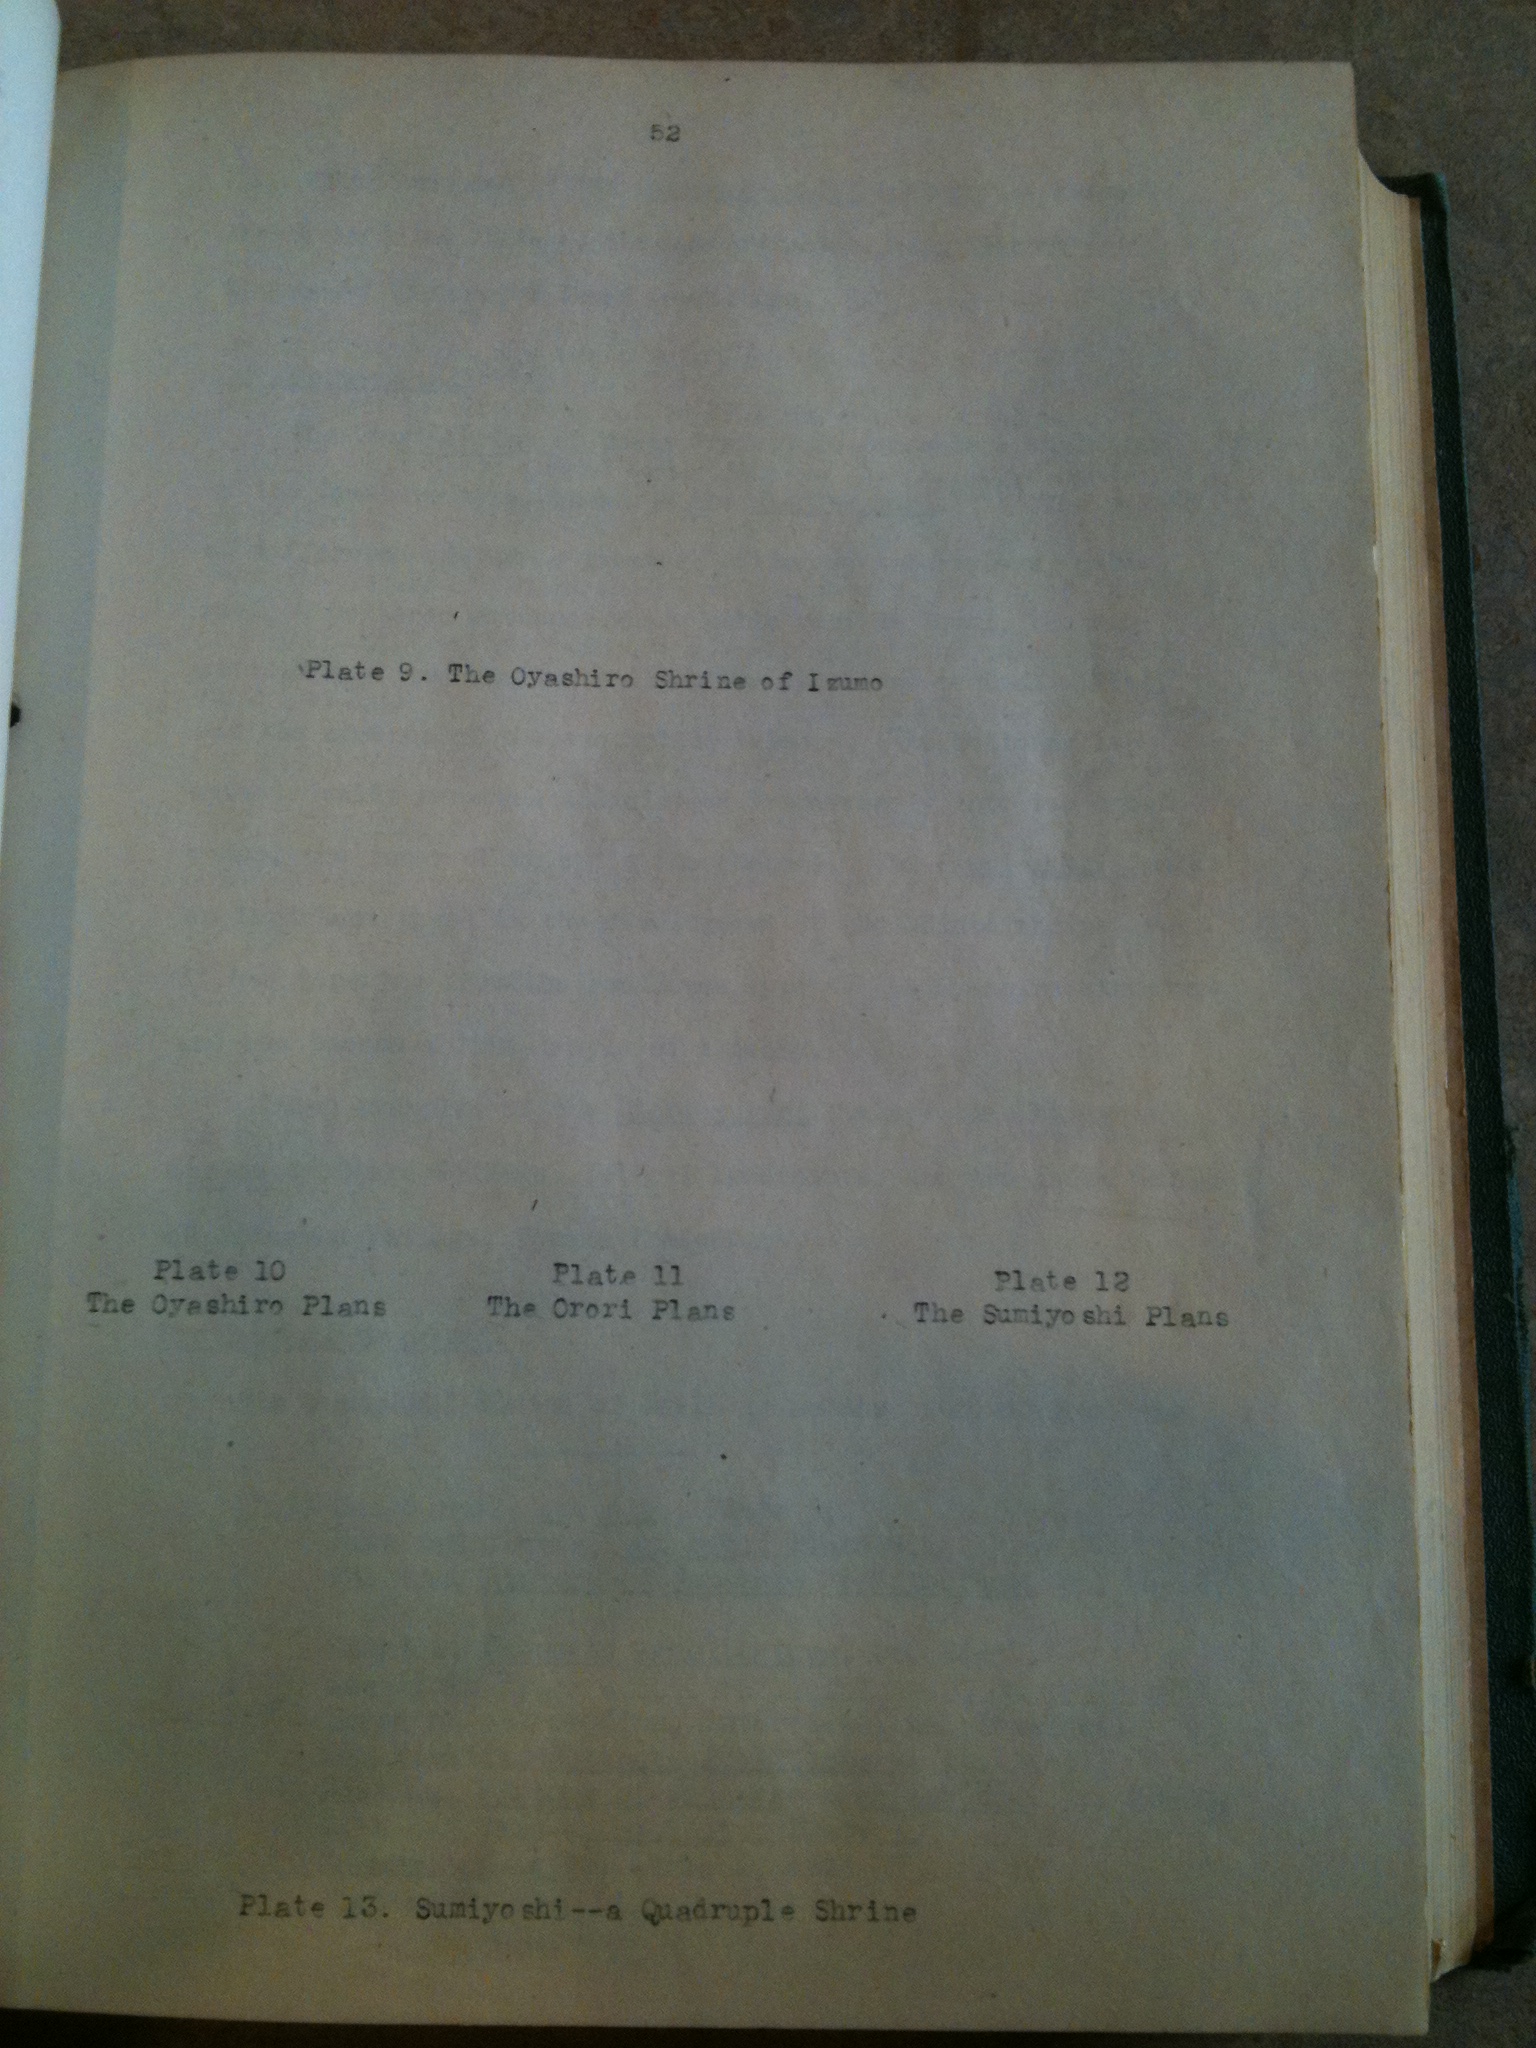 52
Plate 9. The Oyashiro Shrine of Izumo
Plate 10
The Oyashiro Plans
Plate 11
The Orori Plans
Plate 12
The Sumiyoshi Plans
Plate 13. Sumiyoshi--a Quadruple Shrine